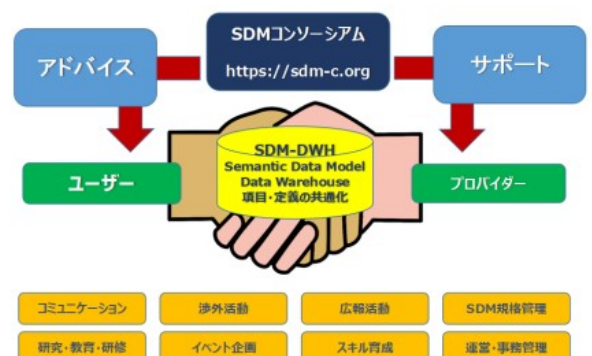 SDMコンソーシアム
https://sdm-c.org
アドバイス
サポート
SDM-DWH
Semantic Data Model
Data Warehouse
項目・定義の共通化
ユーザー
プロバイダー
コミュニケーション
渉外活動
広報活動
SDM規格管理
研究・教育・研修
イベント企画
スキル育成
運営・事務管理